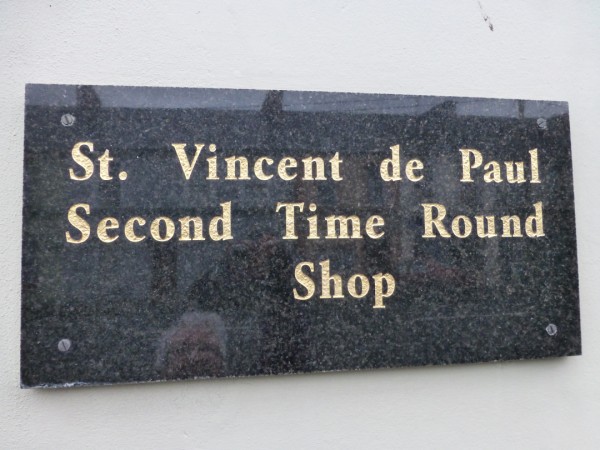 St. Vincent de Paul
Second Time Round
Shop